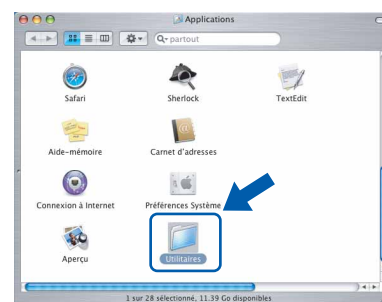 Applications
partout
Safari
Sherlock
TextEdit
Aide-mémoire
Carnet d'adresses
Connexion à Internet
Préférences Système
Aperçu
Utilitaires
1 sur 28 sélectionné, 11.39 Go disponibles